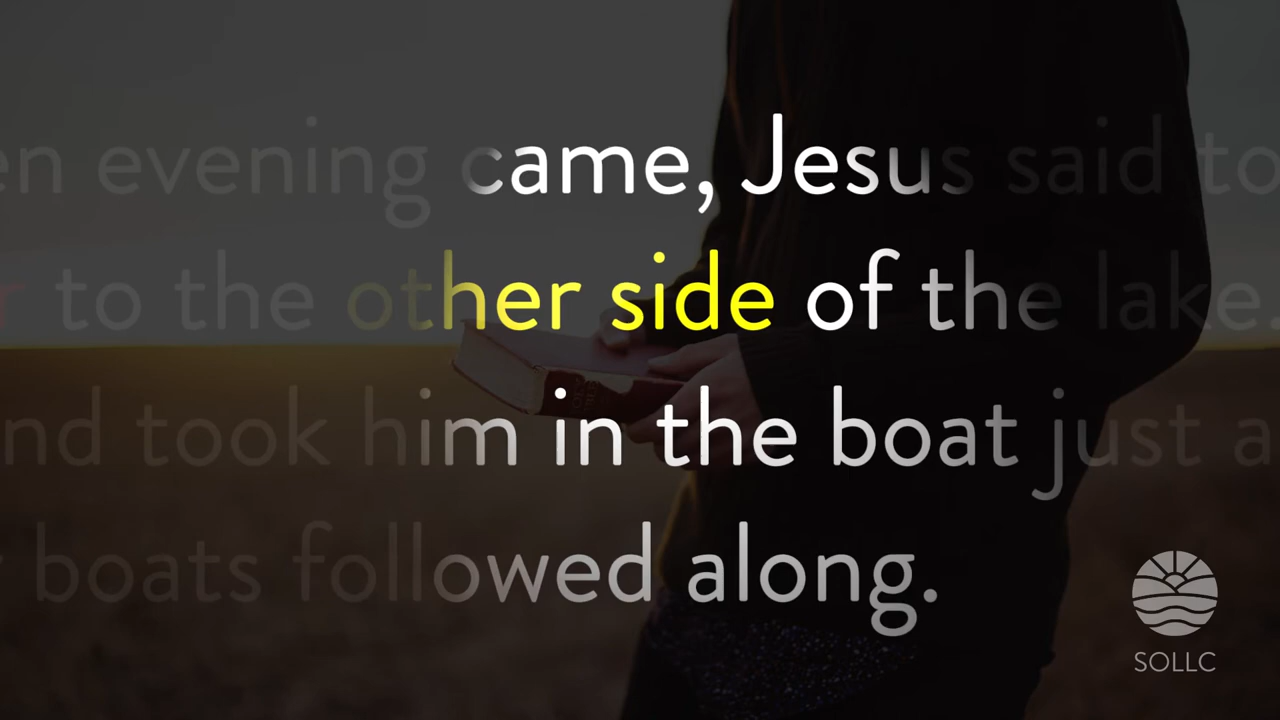 en evening came, Jesus said to
r to the other side of the lake.
nd took him in the boat just a
boats followed along.
SOLLC